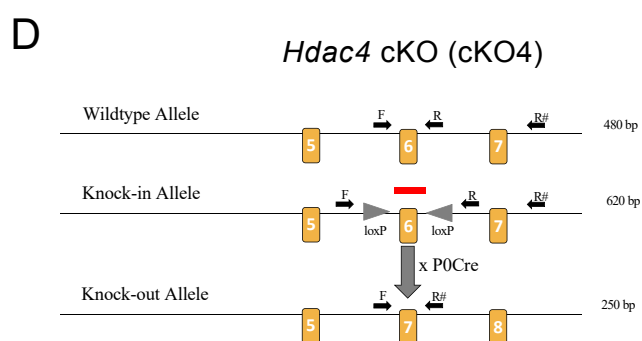 D
Hdac4 cKO (cKO4)
Wildtype Allele F R R# 480 bp
5 6 7
Knock-in Allele F R R# 620 bp
5 loxP 6 loxP 7
x P0Cre
Knock-out Allele F R# 250 bp
5 7 8